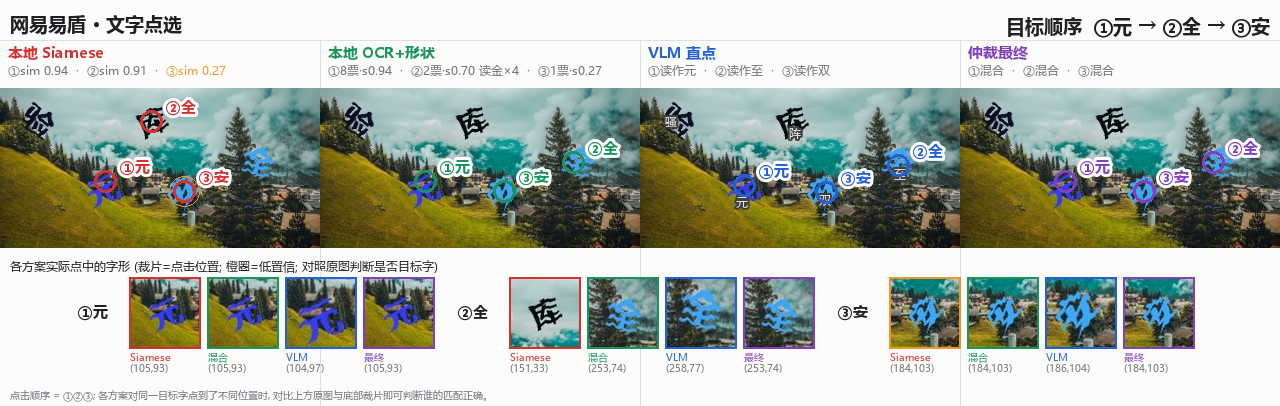 网易易盾·文字点选
目标顺序 ①元 → ②全 → ③安
本地 Siamese
①sim 0.94 · ②sim 0.91 · ③sim 0.27
本地 OCR+形状
①8票·s0.94 · ②2票·s0.70 读金×4 · ③1票·s0.27
VLM 直点
①读作元 · ②读作至 · ③读作双
仲裁最终
①混合 · ②混合 · ③混合
库
②全
①元
③安
库
②全
①元
③安
②全
①元
③安
元
库
②全
①元
③安
各方案实际点中的字形 (裁片=点击位置; 橙圈=低置信; 对照原图判断是否目标字)
①元
元
元
元
元
②全
库
全
全
全
③安
Siamese
(105,93)
混合
(105,93)
VLM
(104,97)
最终
(105,93)
Siamese
(151,33)
混合
(253,74)
VLM
(258,77)
最终
(253,74)
Siamese
(184,103)
混合
(184,103)
VLM
(186,104)
最终
(184,103)
点击顺序 = ①②③; 各方案对同一目标字点到了不同位置时, 对比上方原图与底部裁片即可判断谁的匹配正确。